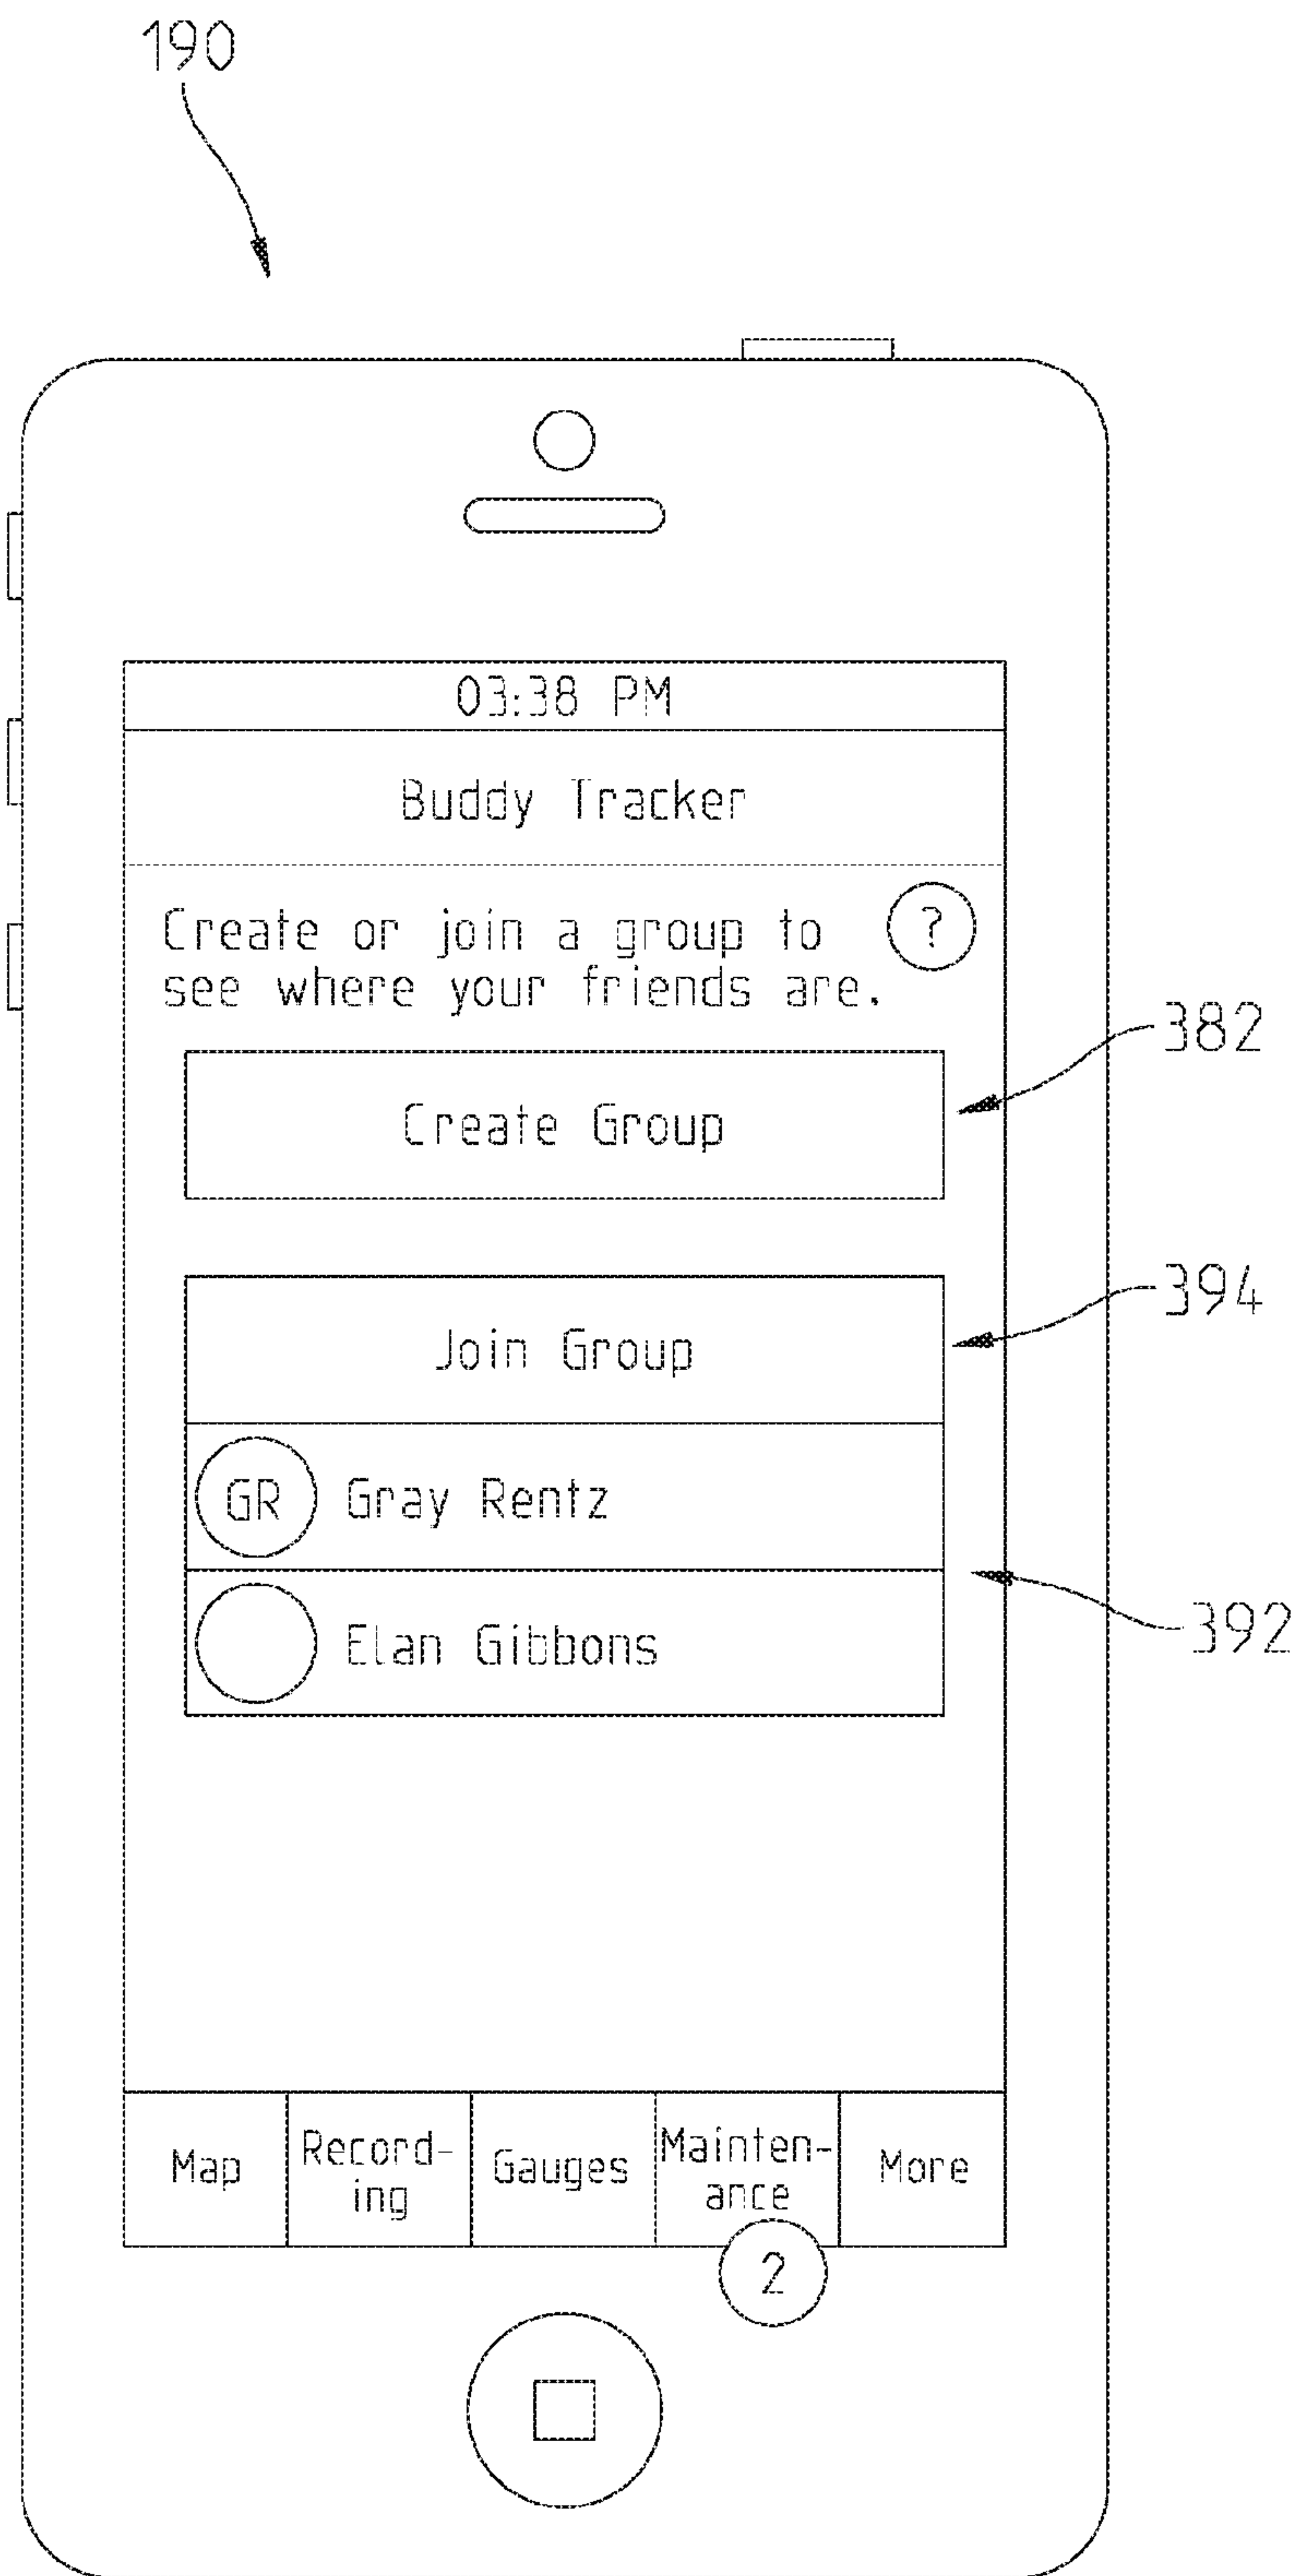 190
03:38 PM
Buddy Tracker
Create or join a group to
see where your friends are.
?
382
Create Group
394
Join Group
GR Gray Rentz
392
Elan Gibbons
Map
Record-
ing
Gauges
Mainten-
ance
More
2